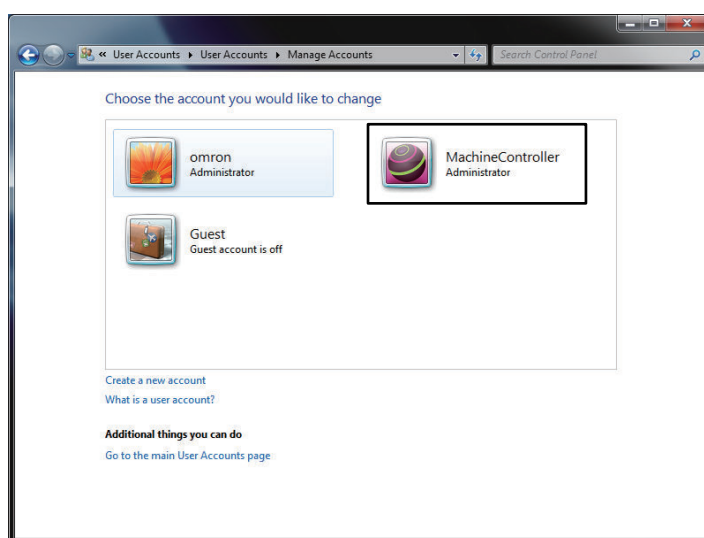 « User Accounts ▸ User Accounts ▸ Manage Accounts
Search Control Panel
Choose the account you would like to change
omron
Administrator
MachineController
Administrator
Guest
Guest account is off
Create a new account
What is a user account?
Additional things you can do
Go to the main User Accounts page